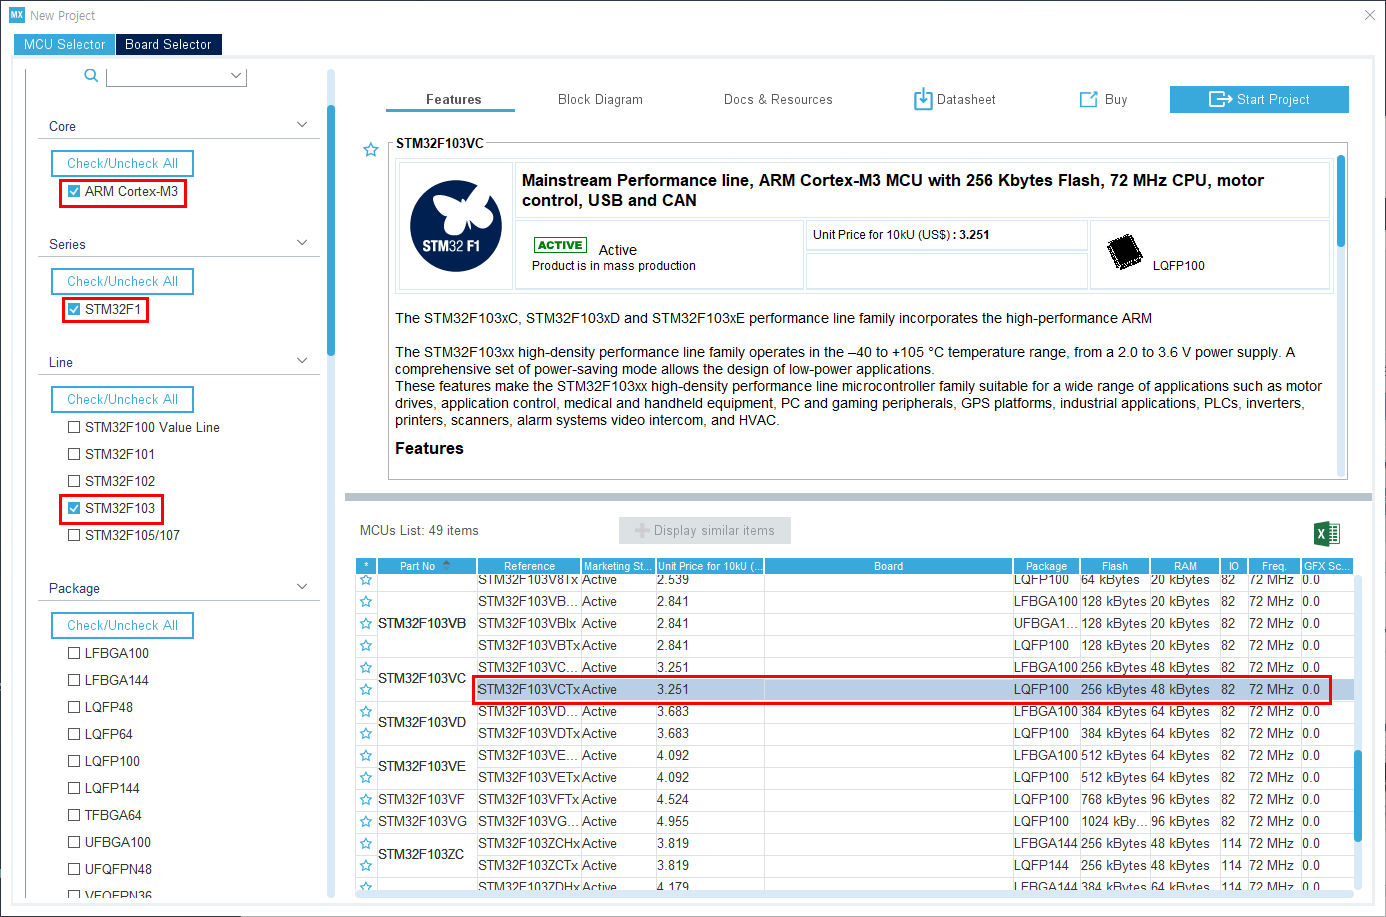 MX New Project
MCU Selector
Board Selector
Core
Check/Uncheck All
ARM Cortex-M3
Series
Check/Uncheck All
STM32F1
Line
Check/Uncheck All
STM32F100 Value Line
STM32F101
STM32F102
STM32F103
STM32F105/107
Package
Check/Uncheck All
LFBGA100
LFBGA144
LQFP48
LQFP64
LQFP100
LQFP144
TFBGA64
UFBGA100
UFQFPN48
VFQFPN36
Features
Block Diagram
Docs & Resources
Datasheet
Buy
Start Project
STM32F103VC
STM32 F1
Mainstream Performance line, ARM Cortex-M3 MCU with 256 Kbytes Flash, 72 MHz CPU, motor
control, USB and CAN
ACTIVE Active
Product is in mass production
Unit Price for 10kU (US$) : 3.251
LQFP100
The STM32F103xC, STM32F103xD and STM32F103xE performance line family incorporates the high-performance ARM
The STM32F103xx high-density performance line family operates in the –40 to +105 °C temperature range, from a 2.0 to 3.6 V power supply. A
comprehensive set of power-saving mode allows the design of low-power applications.
These features make the STM32F103xx high-density performance line microcontroller family suitable for a wide range of applications such as motor
drives, application control, medical and handheld equipment, PC and gaming peripherals, GPS platforms, industrial applications, PLCs, inverters,
printers, scanners, alarm systems video intercom, and HVAC.
Features
MCUs List: 49 items
Display similar items
* Part No Reference Marketing St... Unit Price for 10kU (... Board Package Flash RAM IO Freq. GFX Sc...
STM32F103V8Tx Active 2.539 LQFP100 64 kBytes 20 kBytes 82 72 MHz 0.0
STM32F103VB... Active 2.841 LFBGA100 128 kBytes 20 kBytes 82 72 MHz 0.0
STM32F103VB STM32F103VBIx Active 2.841 UFBGA1... 128 kBytes 20 kBytes 82 72 MHz 0.0
STM32F103VBTx Active 2.841 LQFP100 128 kBytes 20 kBytes 82 72 MHz 0.0
STM32F103VC STM32F103VC... Active 3.251 LFBGA100 256 kBytes 48 kBytes 82 72 MHz 0.0
STM32F103VCTx Active 3.251 LQFP100 256 kBytes 48 kBytes 82 72 MHz 0.0
STM32F103VD STM32F103VD... Active 3.683 LFBGA100 384 kBytes 64 kBytes 82 72 MHz 0.0
STM32F103VDTx Active 3.683 LQFP100 384 kBytes 64 kBytes 82 72 MHz 0.0
STM32F103VE STM32F103VE... Active 4.092 LFBGA100 512 kBytes 64 kBytes 82 72 MHz 0.0
STM32F103VETx Active 4.092 LQFP100 512 kBytes 64 kBytes 82 72 MHz 0.0
STM32F103VF STM32F103VFTx Active 4.524 LQFP100 768 kBytes 96 kBytes 82 72 MHz 0.0
STM32F103VG STM32F103VG... Active 4.955 LQFP100 1024 kBy... 96 kBytes 82 72 MHz 0.0
STM32F103ZC STM32F103ZCHx Active 3.819 LFBGA144 256 kBytes 48 kBytes 114 72 MHz 0.0
STM32F103ZCTx Active 3.819 LQFP144 256 kBytes 48 kBytes 114 72 MHz 0.0
STM32F103ZDHx Active 4.179 LFBGA144 384 kBytes 64 kBytes 114 72 MHz 0.0